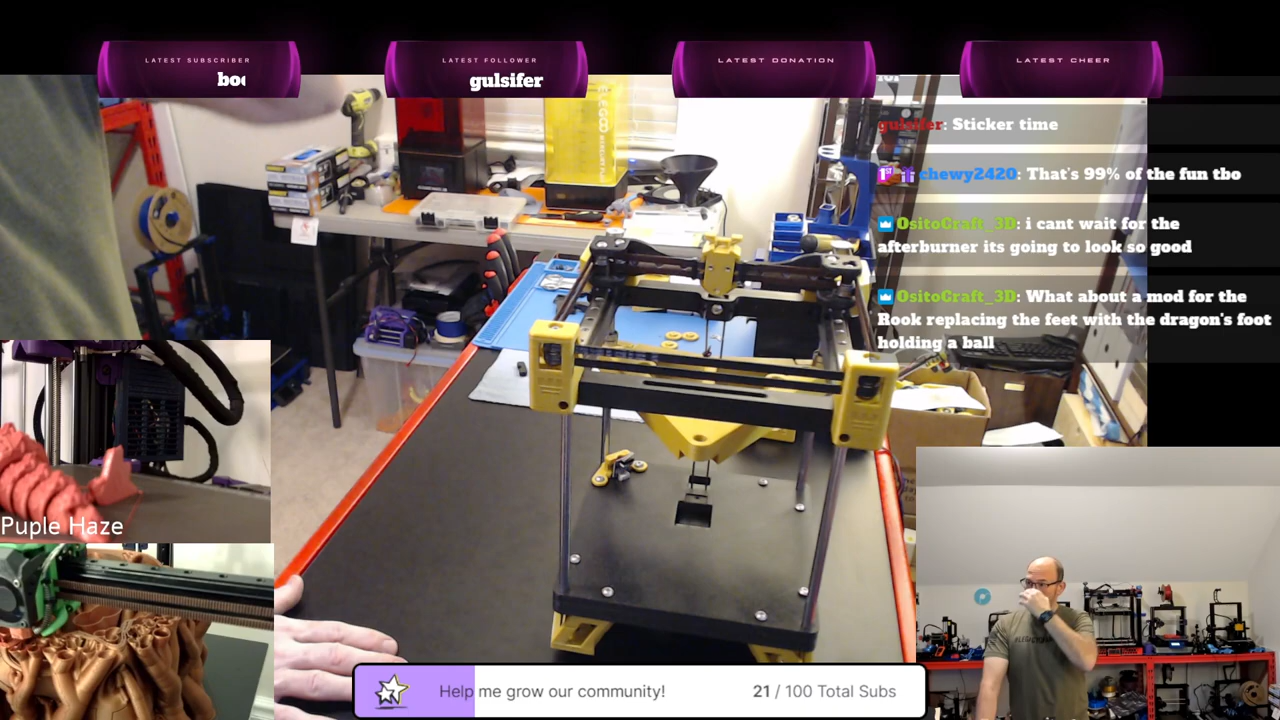 LATEST SUBSCRIBER
LATEST FOLLOWER
gulsifer
LATEST DONATION
LATEST CHEER
gulsifer: Sticker time
chewy2420: That's 99% of the fun tbo
OsitoCraft_3D: i cant wait for the
afterburner its going to look so good
OsitoCraft_3D: What about a mod for the
Rook replacing the feet with the dragon's foot
holding a ball
ELEGOO
Puple Haze
Help me grow our community!
21 / 100 Total Subs